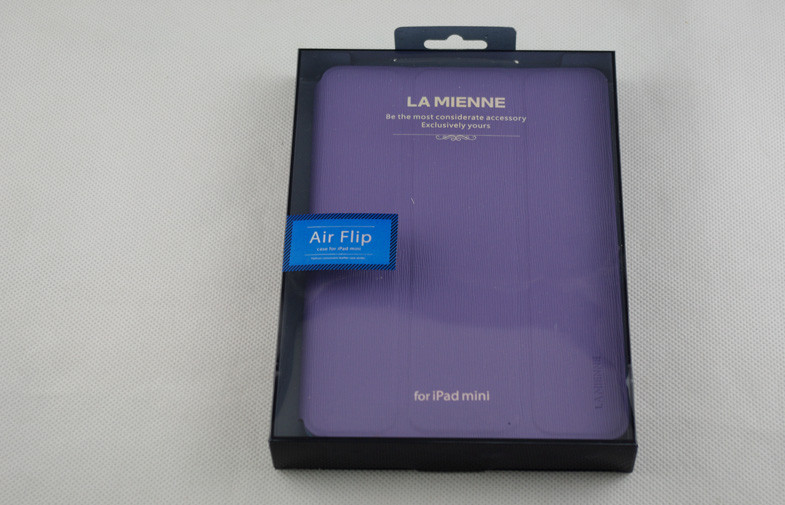 LA MIENNE
Be the most considerate accessory
Exclusively yours
Air Flip
case for iPad mini
for iPad mini